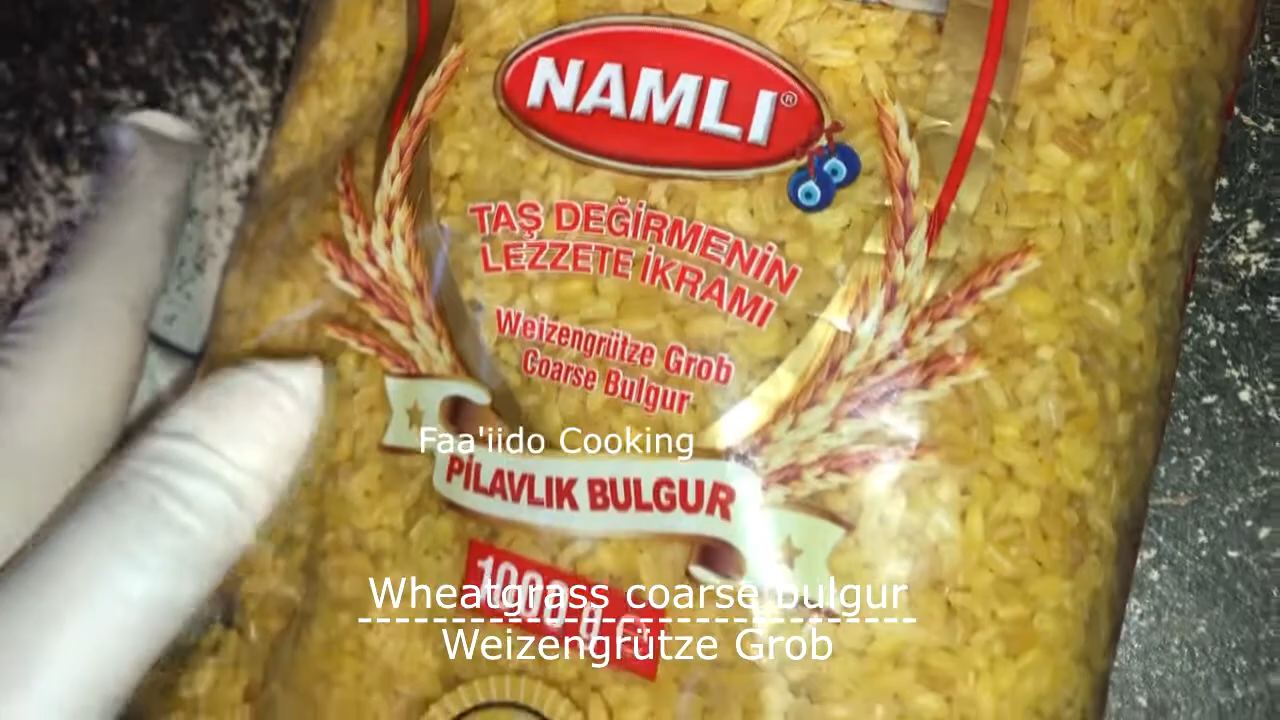 NAMLI®
TAŞ DEĞİRMENİN
LEZZETE İKRAMI
Weizengrütze Grob
Coarse Bulgur
Faa'iido Cooking
PİLAVLIK BULGUR
1000 g
Wheatgrass coarse bulgur
Weizengrütze Grob